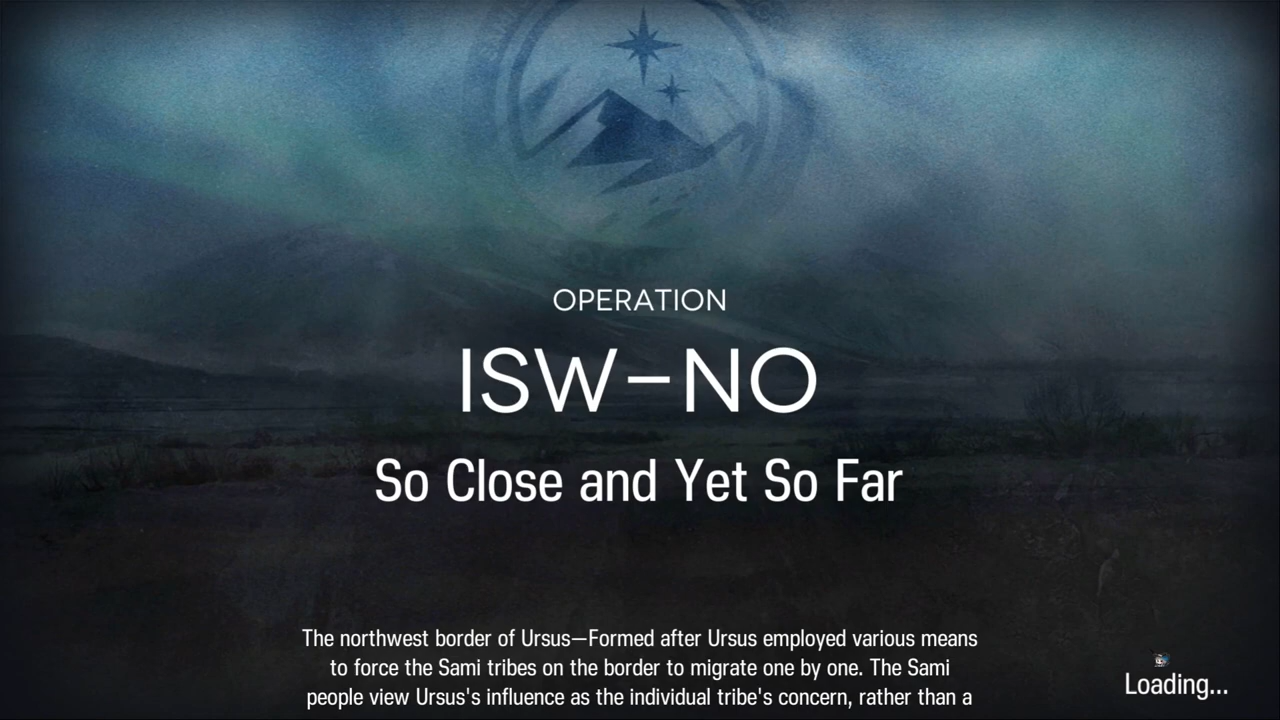 OPERATION
ISW-NO
So Close and Yet So Far
The northwest border of Ursus—Formed after Ursus employed various means
to force the Sami tribes on the border to migrate one by one. The Sami
people view Ursus's influence as the individual tribe's concern, rather than a
Loading...